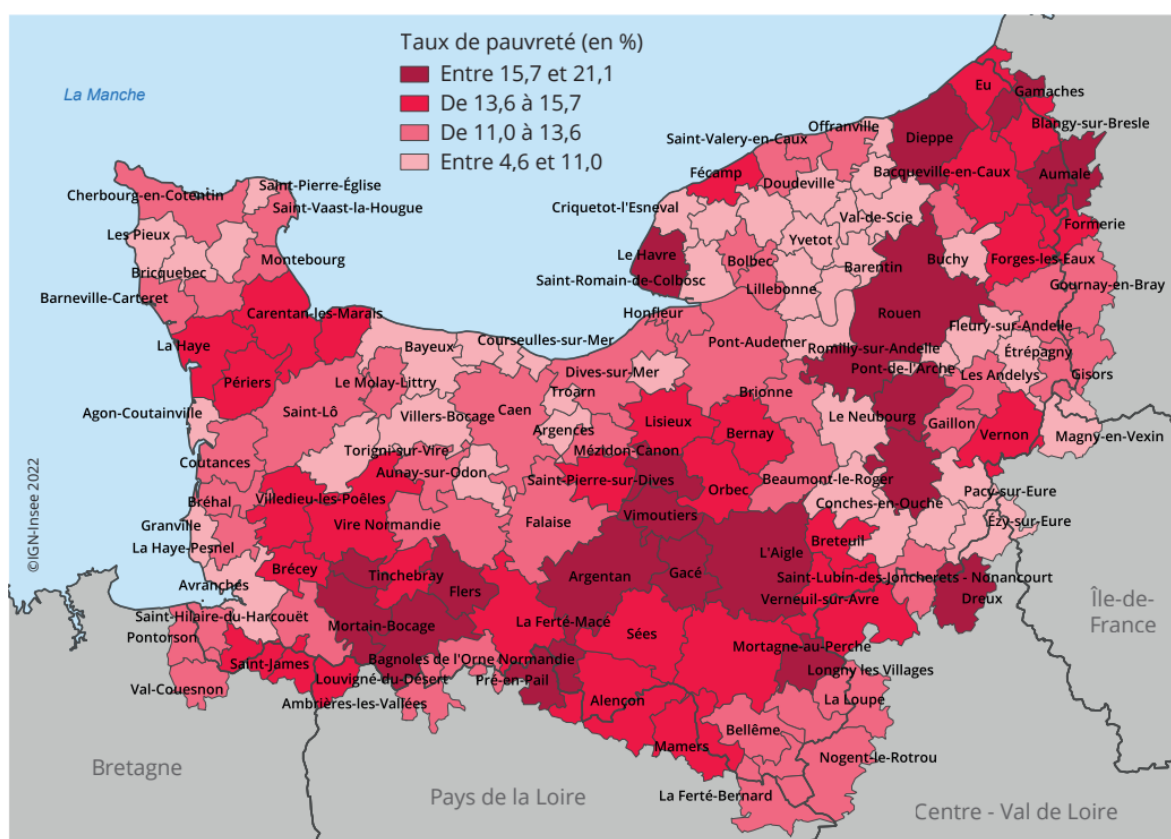 Taux de pauvreté (en %)
Entre 15,7 et 21,1
De 13,6 à 15,7
De 11,0 à 13,6
Entre 4,6 et 11,0
La Manche
Eu
Gamaches
Blangy-sur-Bresle
Offranville
Dieppe
Saint-Valery-en-Caux
Bacqueville-en-Caux
Aumale
Fécamp
Doudeville
Saint-Pierre-Église
Cherbourg-en-Cotentin
Saint-Vaast-la-Hougue
Criquetot-l'Esneval
Val-de-Scie
Formerie
Les Pieux
Yvetot
Le Havre
Bolbec
Barentin
Buchy
Forges-les-Eaux
Montebourg
Bricquebec
Saint-Romain-de-Colbosc
Lillebonne
Gournay-en-Bray
Barneville-Carteret
Carentan-les-Marais
Honfleur
Rouen
Fleury-sur-Andelle
La Haye
Bayeux
Courseulles-sur-Mer
Pont-Audemer
Romilly-sur-Andelle
Étrépagny
Périers
Le Molay-Littry
Dives-sur-Mer
Pont-de-l'Arche
Les Andelys
Gisors
Troarn
Brionne
Agon-Coutainville
Saint-Lô
Villers-Bocage
Caen
Lisieux
Le Neubourg
Gaillon
Argences
Bernay
Vernon
Magny-en-Vexin
Torigni-sur-Vire
Mézidon-Canon
Coutances
Aunay-sur-Odon
Saint-Pierre-sur-Dives
Orbec
Beaumont-le-Roger
Bréhal
Villedieu-les-Poêles
Conches-en-Ouche
Pacy-sur-Eure
Granville
Vire Normandie
Falaise
Vimoutiers
Ézy-sur-Eure
La Haye-Pesnel
L'Aigle
Breteuil
Brécey
Tinchebray
Argentan
Gacé
Avranches
Flers
Saint-Lubin-des-Joncherets - Nonancourt
Verneuil-sur-Avre
Dreux
Saint-Hilaire-du-Harcouët
Mortain-Bocage
La Ferté-Macé
Sées
Pontorson
Mortagne-au-Perche
Saint-James
Bagnoles de l'Orne Normandie
Longny les Villages
Louvigné-du-Désert
Pré-en-Pail
Val-Couesnon
Ambrières-les-Vallées
Alençon
La Loupe
Bellême
Mamers
Nogent-le-Rotrou
La Ferté-Bernard
Île-de-
France
Bretagne
Pays de la Loire
Centre - Val de Loire
©IGN-Insee 2022